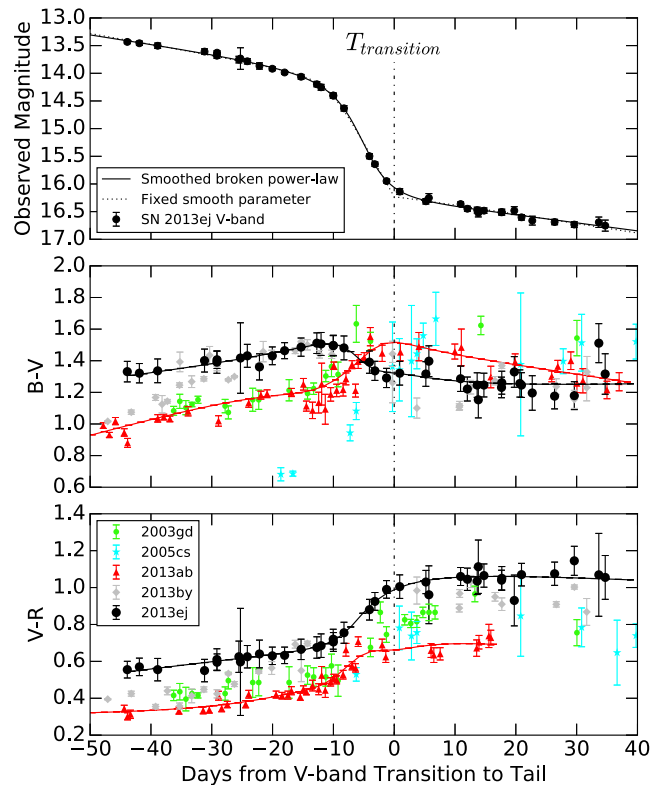 T_transition
Observed Magnitude
13.0
13.5
14.0
14.5
15.0
15.5
16.0
16.5
17.0
Smoothed broken power-law
Fixed smooth parameter
SN 2013ej V-band
B-V
2.0
1.8
1.6
1.4
1.2
1.0
0.8
0.6
V-R
1.4
1.2
1.0
0.8
0.6
0.4
0.2
2003gd
2005cs
2013ab
2013by
2013ej
−50 −40 −30 −20 −10 0 10 20 30 40
Days from V-band Transition to Tail